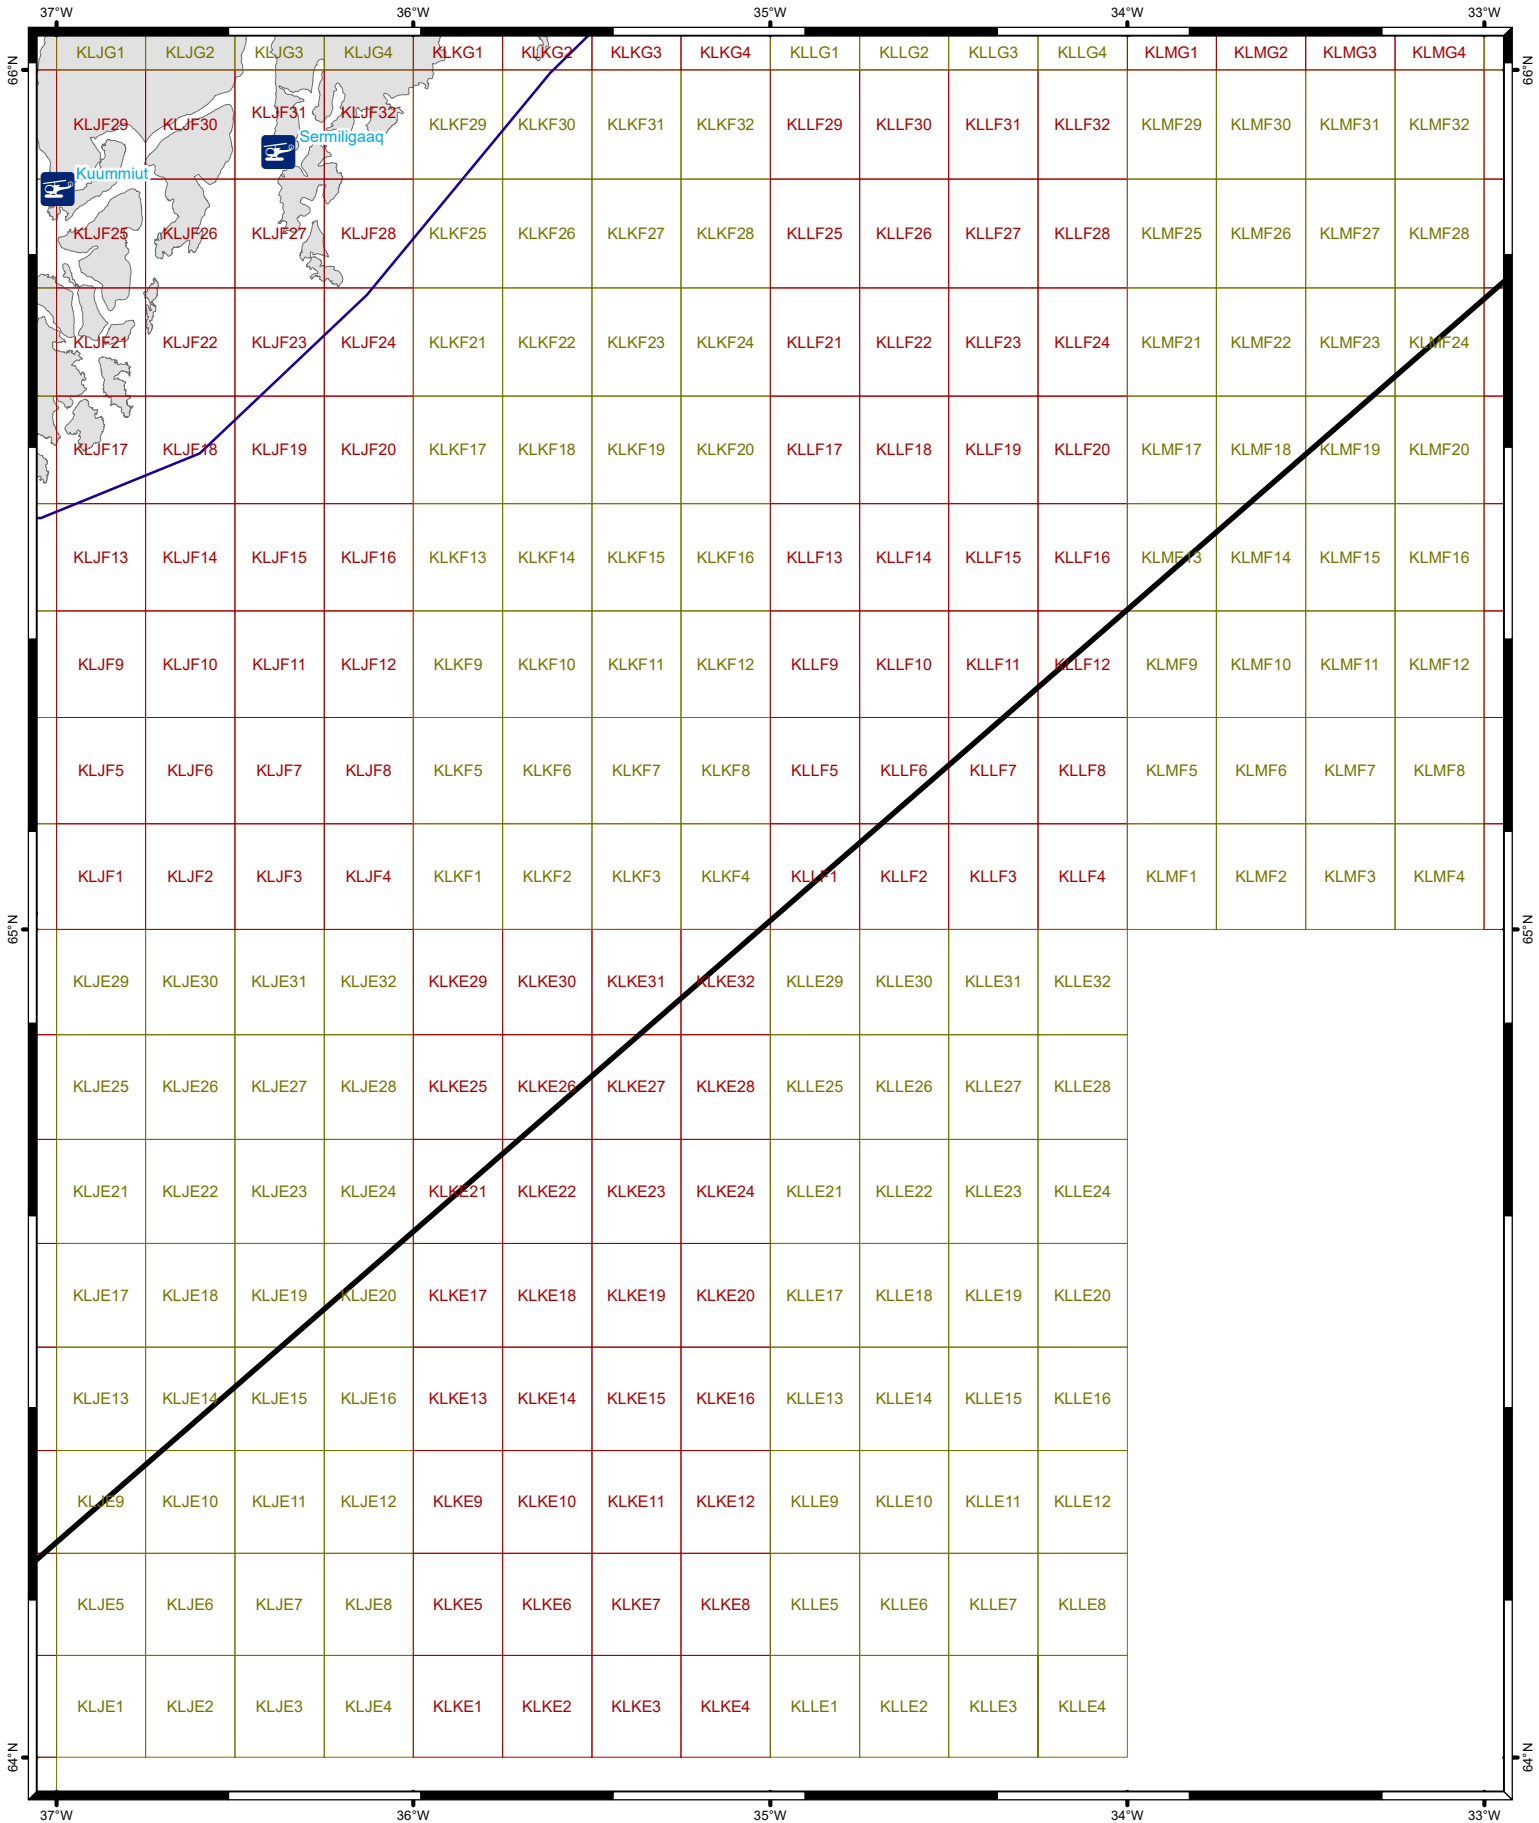 37°W 36°W 35°W 34°W 33°W
KLJG1 KLJG2 KLJG3 KLJG4 KLKG1 KLKG2 KLKG3 KLKG4 KLLG1 KLLG2 KLLG3 KLLG4 KLMG1 KLMG2 KLMG3 KLMG4
66°N 66°N
KLJF29 KLJF30 KLJF31 KLJF32 KLKF29 KLKF30 KLKF31 KLKF32 KLLF29 KLLF30 KLLF31 KLLF32 KLMF29 KLMF30 KLMF31 KLMF32
Sermiligaaq
Kuummiut
KLJF25 KLJF26 KLJF27 KLJF28 KLKF25 KLKF26 KLKF27 KLKF28 KLLF25 KLLF26 KLLF27 KLLF28 KLMF25 KLMF26 KLMF27 KLMF28
KLJF21 KLJF22 KLJF23 KLJF24 KLKF21 KLKF22 KLKF23 KLKF24 KLLF21 KLLF22 KLLF23 KLLF24 KLMF21 KLMF22 KLMF23 KLMF24
KLJF17 KLJF18 KLJF19 KLJF20 KLKF17 KLKF18 KLKF19 KLKF20 KLLF17 KLLF18 KLLF19 KLLF20 KLMF17 KLMF18 KLMF19 KLMF20
KLJF13 KLJF14 KLJF15 KLJF16 KLKF13 KLKF14 KLKF15 KLKF16 KLLF13 KLLF14 KLLF15 KLLF16 KLMF13 KLMF14 KLMF15 KLMF16
KLJF9 KLJF10 KLJF11 KLJF12 KLKF9 KLKF10 KLKF11 KLKF12 KLLF9 KLLF10 KLLF11 KLLF12 KLMF9 KLMF10 KLMF11 KLMF12
KLJF5 KLJF6 KLJF7 KLJF8 KLKF5 KLKF6 KLKF7 KLKF8 KLLF5 KLLF6 KLLF7 KLLF8 KLMF5 KLMF6 KLMF7 KLMF8
KLJF1 KLJF2 KLJF3 KLJF4 KLKF1 KLKF2 KLKF3 KLKF4 KLLF1 KLLF2 KLLF3 KLLF4 KLMF1 KLMF2 KLMF3 KLMF4
65°N 65°N
KLJE29 KLJE30 KLJE31 KLJE32 KLKE29 KLKE30 KLKE31 KLKE32 KLLE29 KLLE30 KLLE31 KLLE32
KLJE25 KLJE26 KLJE27 KLJE28 KLKE25 KLKE26 KLKE27 KLKE28 KLLE25 KLLE26 KLLE27 KLLE28
KLJE21 KLJE22 KLJE23 KLJE24 KLKE21 KLKE22 KLKE23 KLKE24 KLLE21 KLLE22 KLLE23 KLLE24
KLJE17 KLJE18 KLJE19 KLJE20 KLKE17 KLKE18 KLKE19 KLKE20 KLLE17 KLLE18 KLLE19 KLLE20
KLJE13 KLJE14 KLJE15 KLJE16 KLKE13 KLKE14 KLKE15 KLKE16 KLLE13 KLLE14 KLLE15 KLLE16
KLJE9 KLJE10 KLJE11 KLJE12 KLKE9 KLKE10 KLKE11 KLKE12 KLLE9 KLLE10 KLLE11 KLLE12
KLJE5 KLJE6 KLJE7 KLJE8 KLKE5 KLKE6 KLKE7 KLKE8 KLLE5 KLLE6 KLLE7 KLLE8
KLJE1 KLJE2 KLJE3 KLJE4 KLKE1 KLKE2 KLKE3 KLKE4 KLLE1 KLLE2 KLLE3 KLLE4
64°N 64°N
37°W 36°W 35°W 34°W 33°W